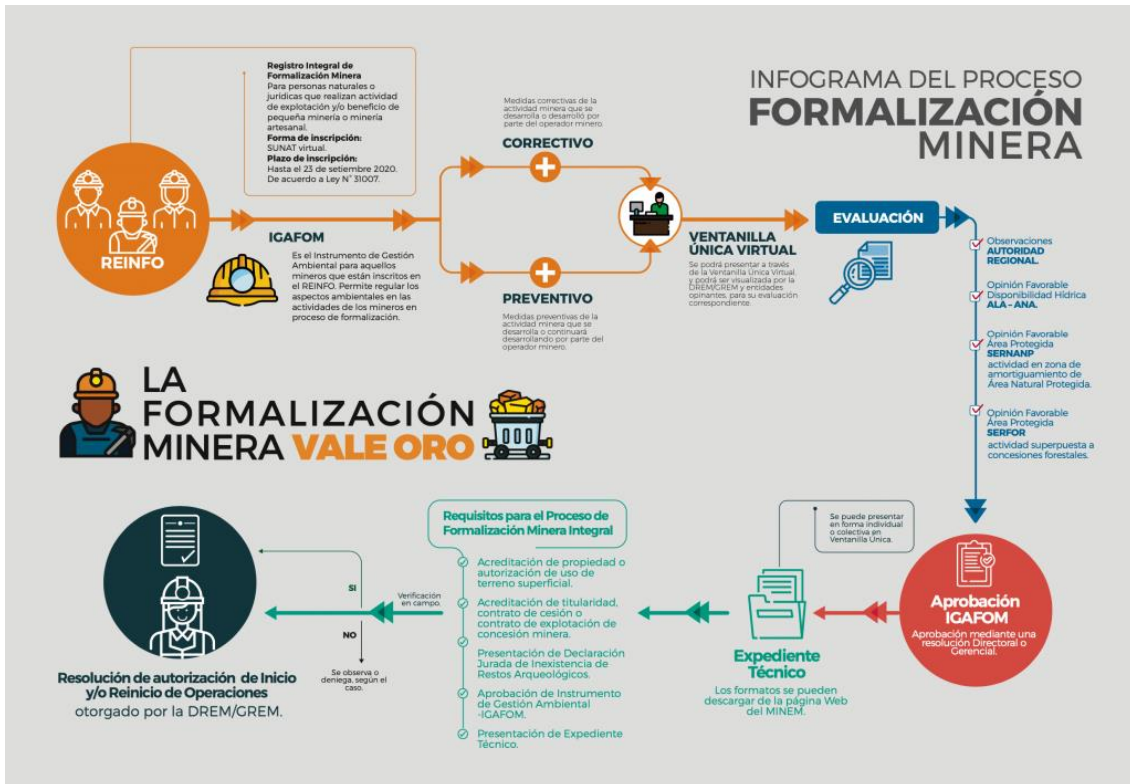 INFOGRAMA DEL PROCESO
FORMALIZACIÓN
MINERA
Registro Integral de
Formalización Minera
Para personas naturales o
jurídicas que realizan actividad
de explotación y/o beneficio de
pequeña minería o minería
artesanal.
Forma de inscripción:
SUNAT virtual.
Plazo de inscripción:
Hasta el 23 de setiembre 2020.
De acuerdo a Ley N° 31007.
REINFO
IGAFOM
Es el Instrumento de Gestión
Ambiental para aquellos
mineros que están inscritos en
el REINFO. Permite regular los
aspectos ambientales en las
actividades de los mineros en
proceso de formalización.
Medidas correctivas de la
actividad minera que se
desarrolla o desarrolló por
parte del operador minero.
CORRECTIVO
PREVENTIVO
Medidas preventivas de la
actividad minera que se
desarrolla o continuará
desarrollando por parte del
operador minero.
VENTANILLA
ÚNICA VIRTUAL
Se podrá presentar a través
de la Ventanilla Única Virtual,
y podrá ser visualizada por la
DREM/GREM y entidades
opinantes, para su evaluación
correspondiente.
EVALUACIÓN
Observaciones
AUTORIDAD
REGIONAL.
Opinión Favorable
Disponibilidad Hídrica
ALA – ANA.
Opinión Favorable
Área Protegida
SERNANP
actividad en zona de
amortiguamiento de
Área Natural Protegida.
Opinión Favorable
Área Protegida
SERFOR
actividad superpuesta a
concesiones forestales.
LA
FORMALIZACIÓN
MINERA VALE ORO
Aprobación
IGAFOM
Aprobación mediante una
resolución Directoral o
Gerencial.
Se puede presentar
en forma individual
o colectiva en
Ventanilla Única.
Expediente
Técnico
Los formatos se pueden
descargar de la página Web
del MINEM.
Requisitos para el Proceso de
Formalización Minera Integral
Acreditación de propiedad o
autorización de uso de
terreno superficial.
Acreditación de titularidad,
contrato de cesión o
contrato de explotación de
concesión minera.
Presentación de Declaración
Jurada de Inexistencia de
Restos Arqueológicos.
Aprobación de Instrumento
de Gestión Ambiental
-IGAFOM.
Presentación de Expediente
Técnico.
Verificación
en campo.
SI
NO
Se observa o
deniega, según el
caso.
Resolución de autorización de Inicio
y/o Reinicio de Operaciones
otorgado por la DREM/GREM.